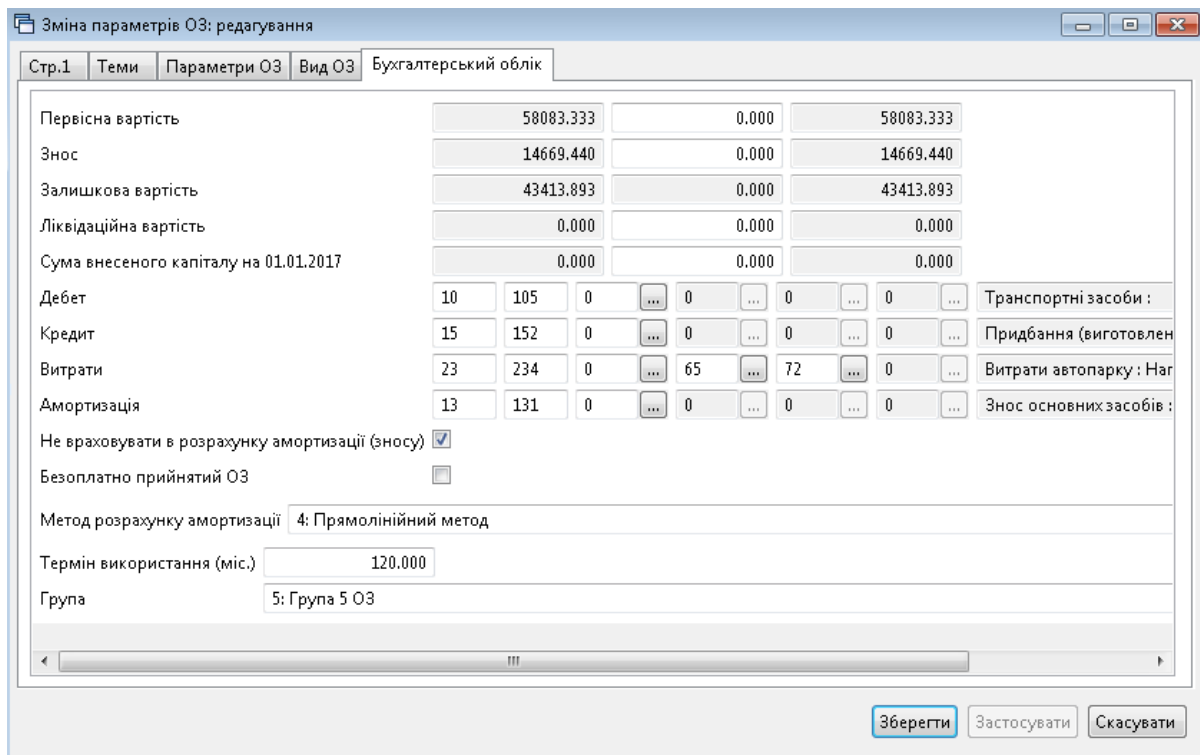 Зміна параметрів ОЗ: редагування
Стр.1 Теми Параметри ОЗ Вид ОЗ Бухгалтерський облік
Первісна вартість 58083.333 0.000 58083.333
Знос 14669.440 0.000 14669.440
Залишкова вартість 43413.893 0.000 43413.893
Ліквідаційна вартість 0.000 0.000 0.000
Сума внесеного капіталу на 01.01.2017 0.000 0.000 0.000
Дебет 10 105 0 ... 0 ... 0 ... 0 ... Транспортні засоби :
Кредит 15 152 0 ... 0 ... 0 ... 0 ... Придбання (виготовлен
Витрати 23 234 0 ... 65 ... 72 ... 0 ... Витрати автопарку : Наг
Амортизація 13 131 0 ... 0 ... 0 ... 0 ... Знос основних засобів :
Не враховувати в розрахунку амортизації (зносу)
Безоплатно прийнятий ОЗ
Метод розрахунку амортизації 4: Прямолінійний метод
Термін використання (міс.) 120.000
Група 5: Група 5 ОЗ
Зберегти Застосувати Скасувати